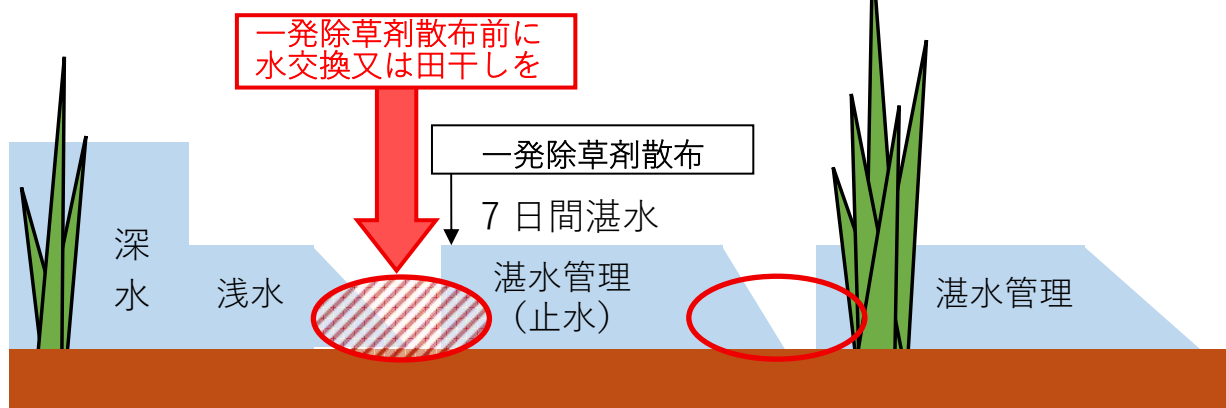 一発除草剤散布前に
水交換又は田干しを
一発除草剤散布
７日間湛水
深
水
浅水
湛水管理
（止水）
湛水管理